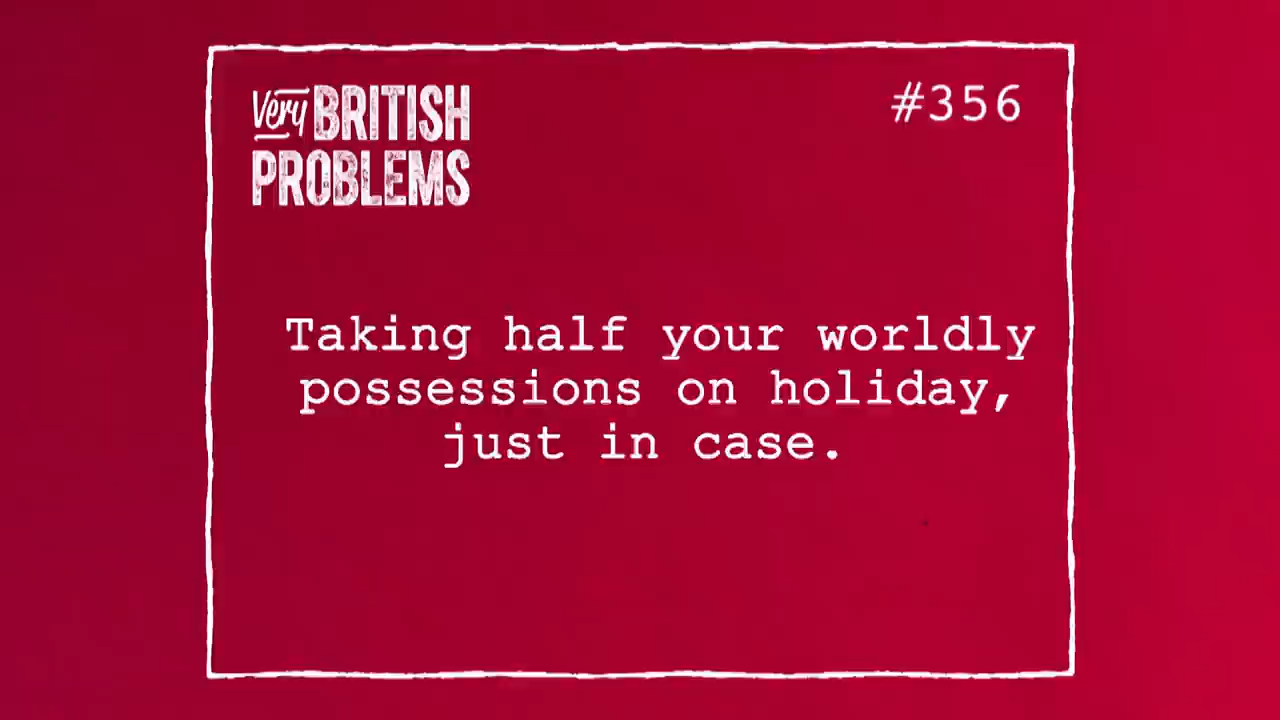 Very BRITISH
PROBLEMS
#356
Taking half your worldly
possessions on holiday,
just in case.